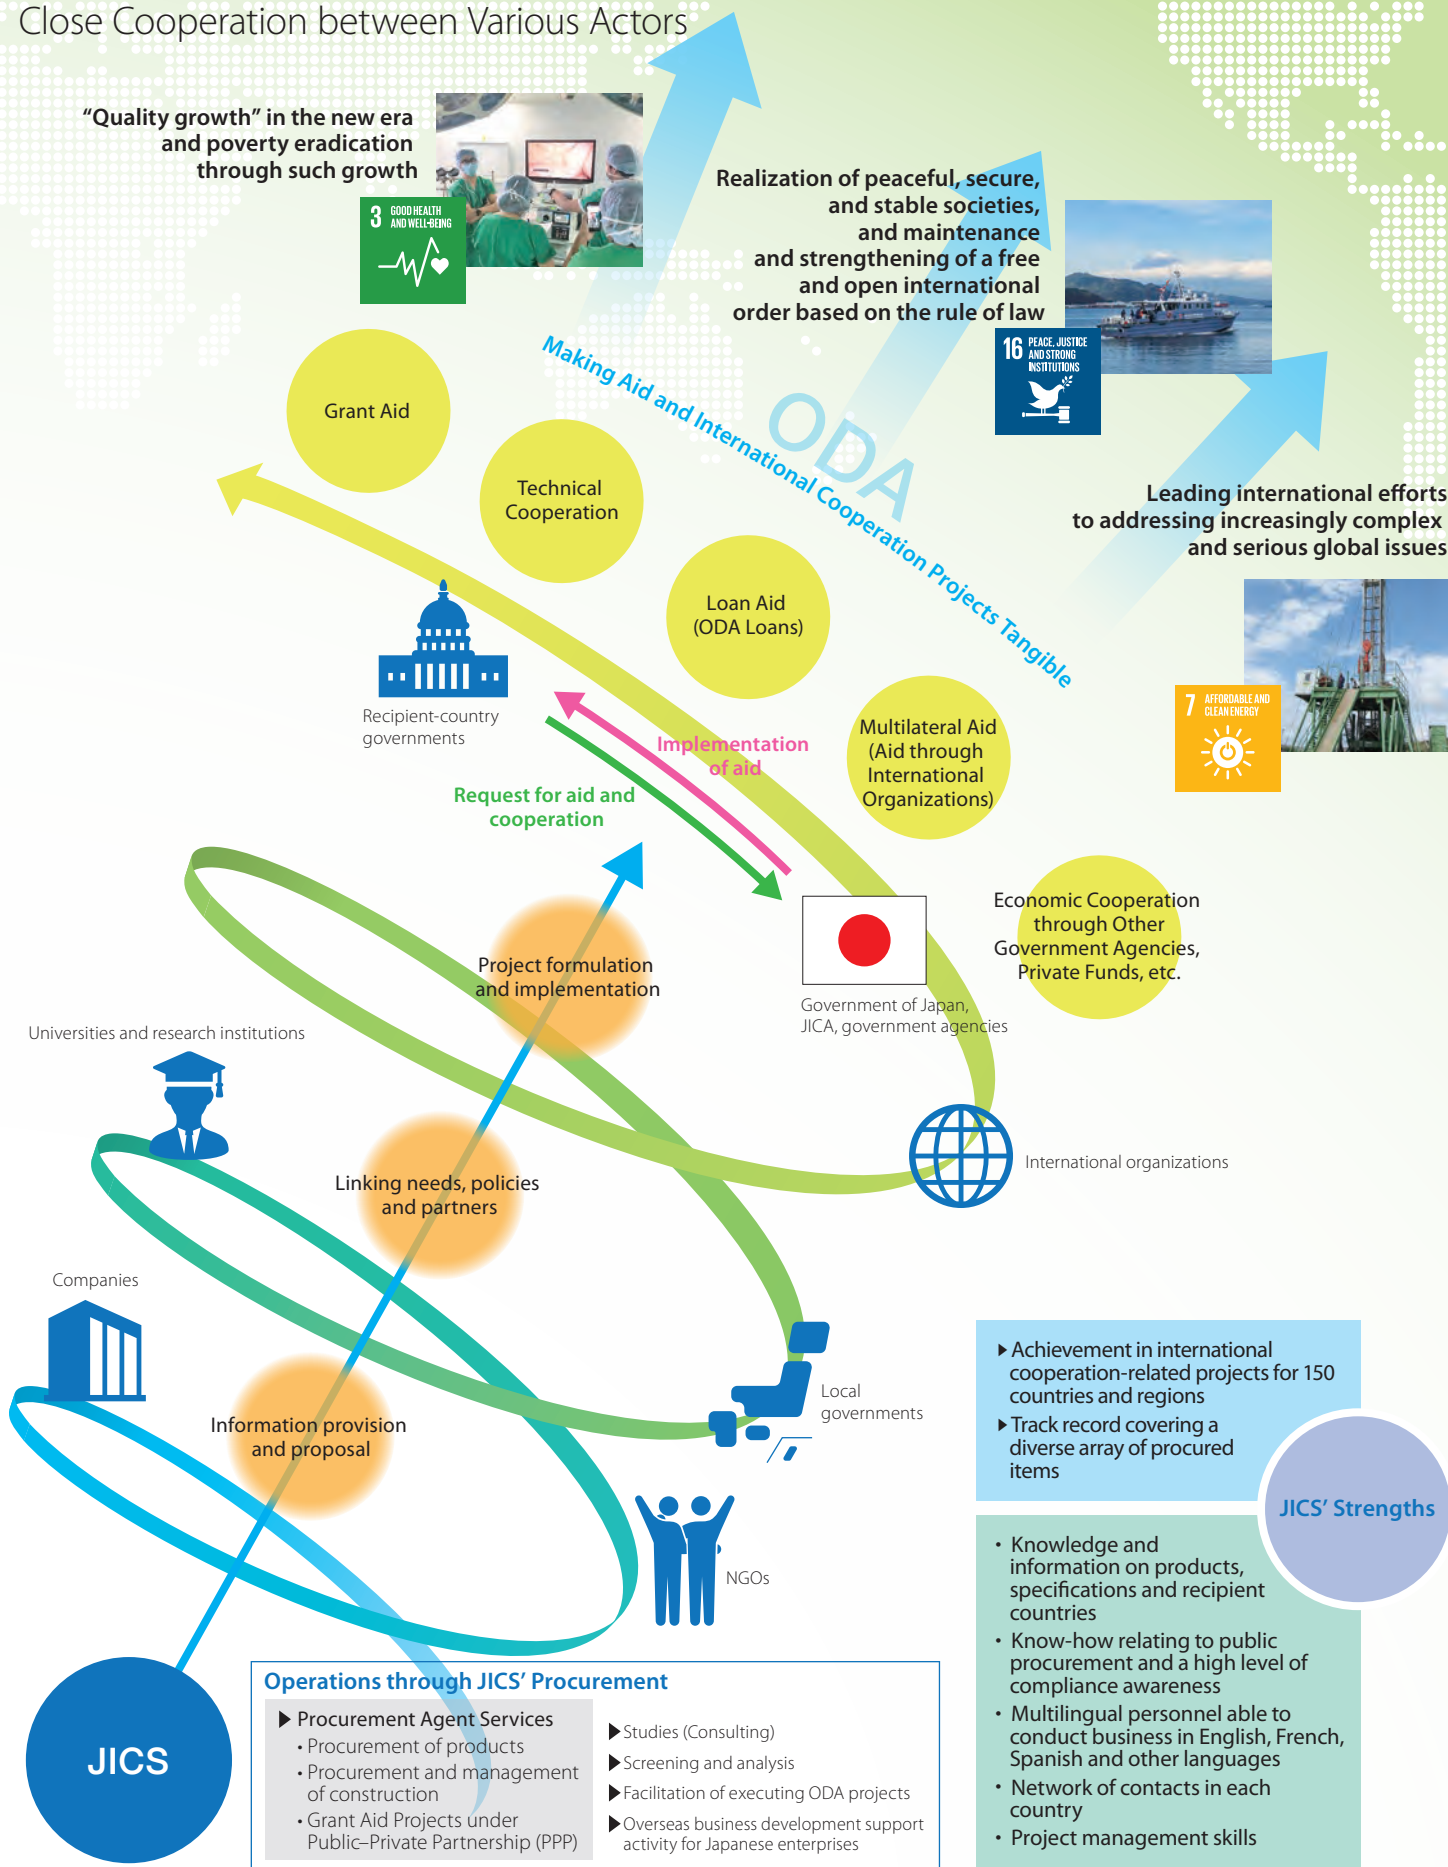 Close Cooperation between Various Actors
“Quality growth” in the new era
and poverty eradication
through such growth
3 GOOD HEALTH
AND WELL-BEING
Realization of peaceful, secure,
and stable societies,
and maintenance
and strengthening of a free
and open international
order based on the rule of law
16 PEACE, JUSTICE
AND STRONG
INSTITUTIONS
Making Aid and International Cooperation Projects Tangible
ODA
Leading international efforts
to addressing increasingly complex
and serious global issues
7 AFFORDABLE AND
CLEAN ENERGY
Grant Aid
Technical
Cooperation
Loan Aid
(ODA Loans)
Multilateral Aid
(Aid through
International
Organizations)
Economic Cooperation
through Other
Government Agencies,
Private Funds, etc.
Recipient-country
governments
Implementation
of aid
Request for aid and
cooperation
Government of Japan,
JICA, government agencies
Project formulation
and implementation
Universities and research institutions
International organizations
Linking needs, policies
and partners
Companies
Local
governments
Information provision
and proposal
NGOs
JICS
Operations through JICS’ Procurement
▶ Procurement Agent Services
・Procurement of products
・Procurement and management
of construction
・Grant Aid Projects under
Public–Private Partnership (PPP)
▶Studies (Consulting)
▶Screening and analysis
▶Facilitation of executing ODA projects
▶Overseas business development support
activity for Japanese enterprises
▶Achievement in international
cooperation-related projects for 150
countries and regions
▶Track record covering a
diverse array of procured
items
JICS’ Strengths
・Knowledge and
information on products,
specifications and recipient
countries
・Know-how relating to public
procurement and a high level of
compliance awareness
・Multilingual personnel able to
conduct business in English, French,
Spanish and other languages
・Network of contacts in each
country
・Project management skills